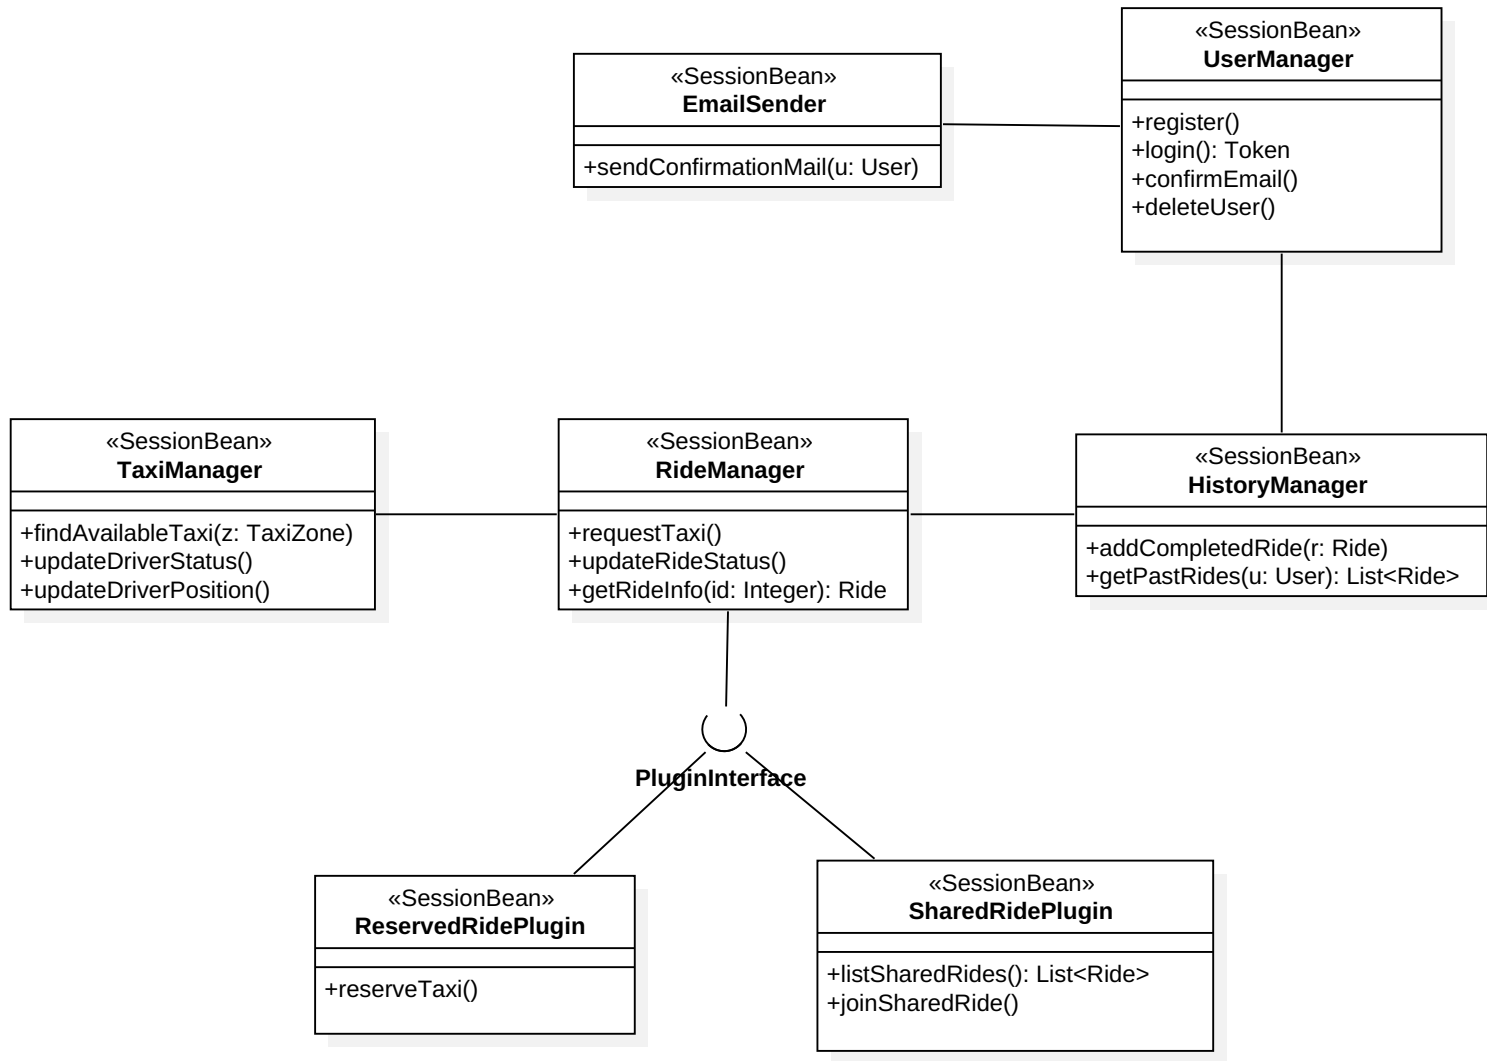 «SessionBean»
UserManager
+register()
+login(): Token
+confirmEmail()
+deleteUser()
«SessionBean»
EmailSender
+sendConfirmationMail(u: User)
«SessionBean»
TaxiManager
+findAvailableTaxi(z: TaxiZone)
+updateDriverStatus()
+updateDriverPosition()
«SessionBean»
RideManager
+requestTaxi()
+updateRideStatus()
+getRideInfo(id: Integer): Ride
«SessionBean»
HistoryManager
+addCompletedRide(r: Ride)
+getPastRides(u: User): List<Ride>
PluginInterface
«SessionBean»
ReservedRidePlugin
+reserveTaxi()
«SessionBean»
SharedRidePlugin
+listSharedRides(): List<Ride>
+joinSharedRide()